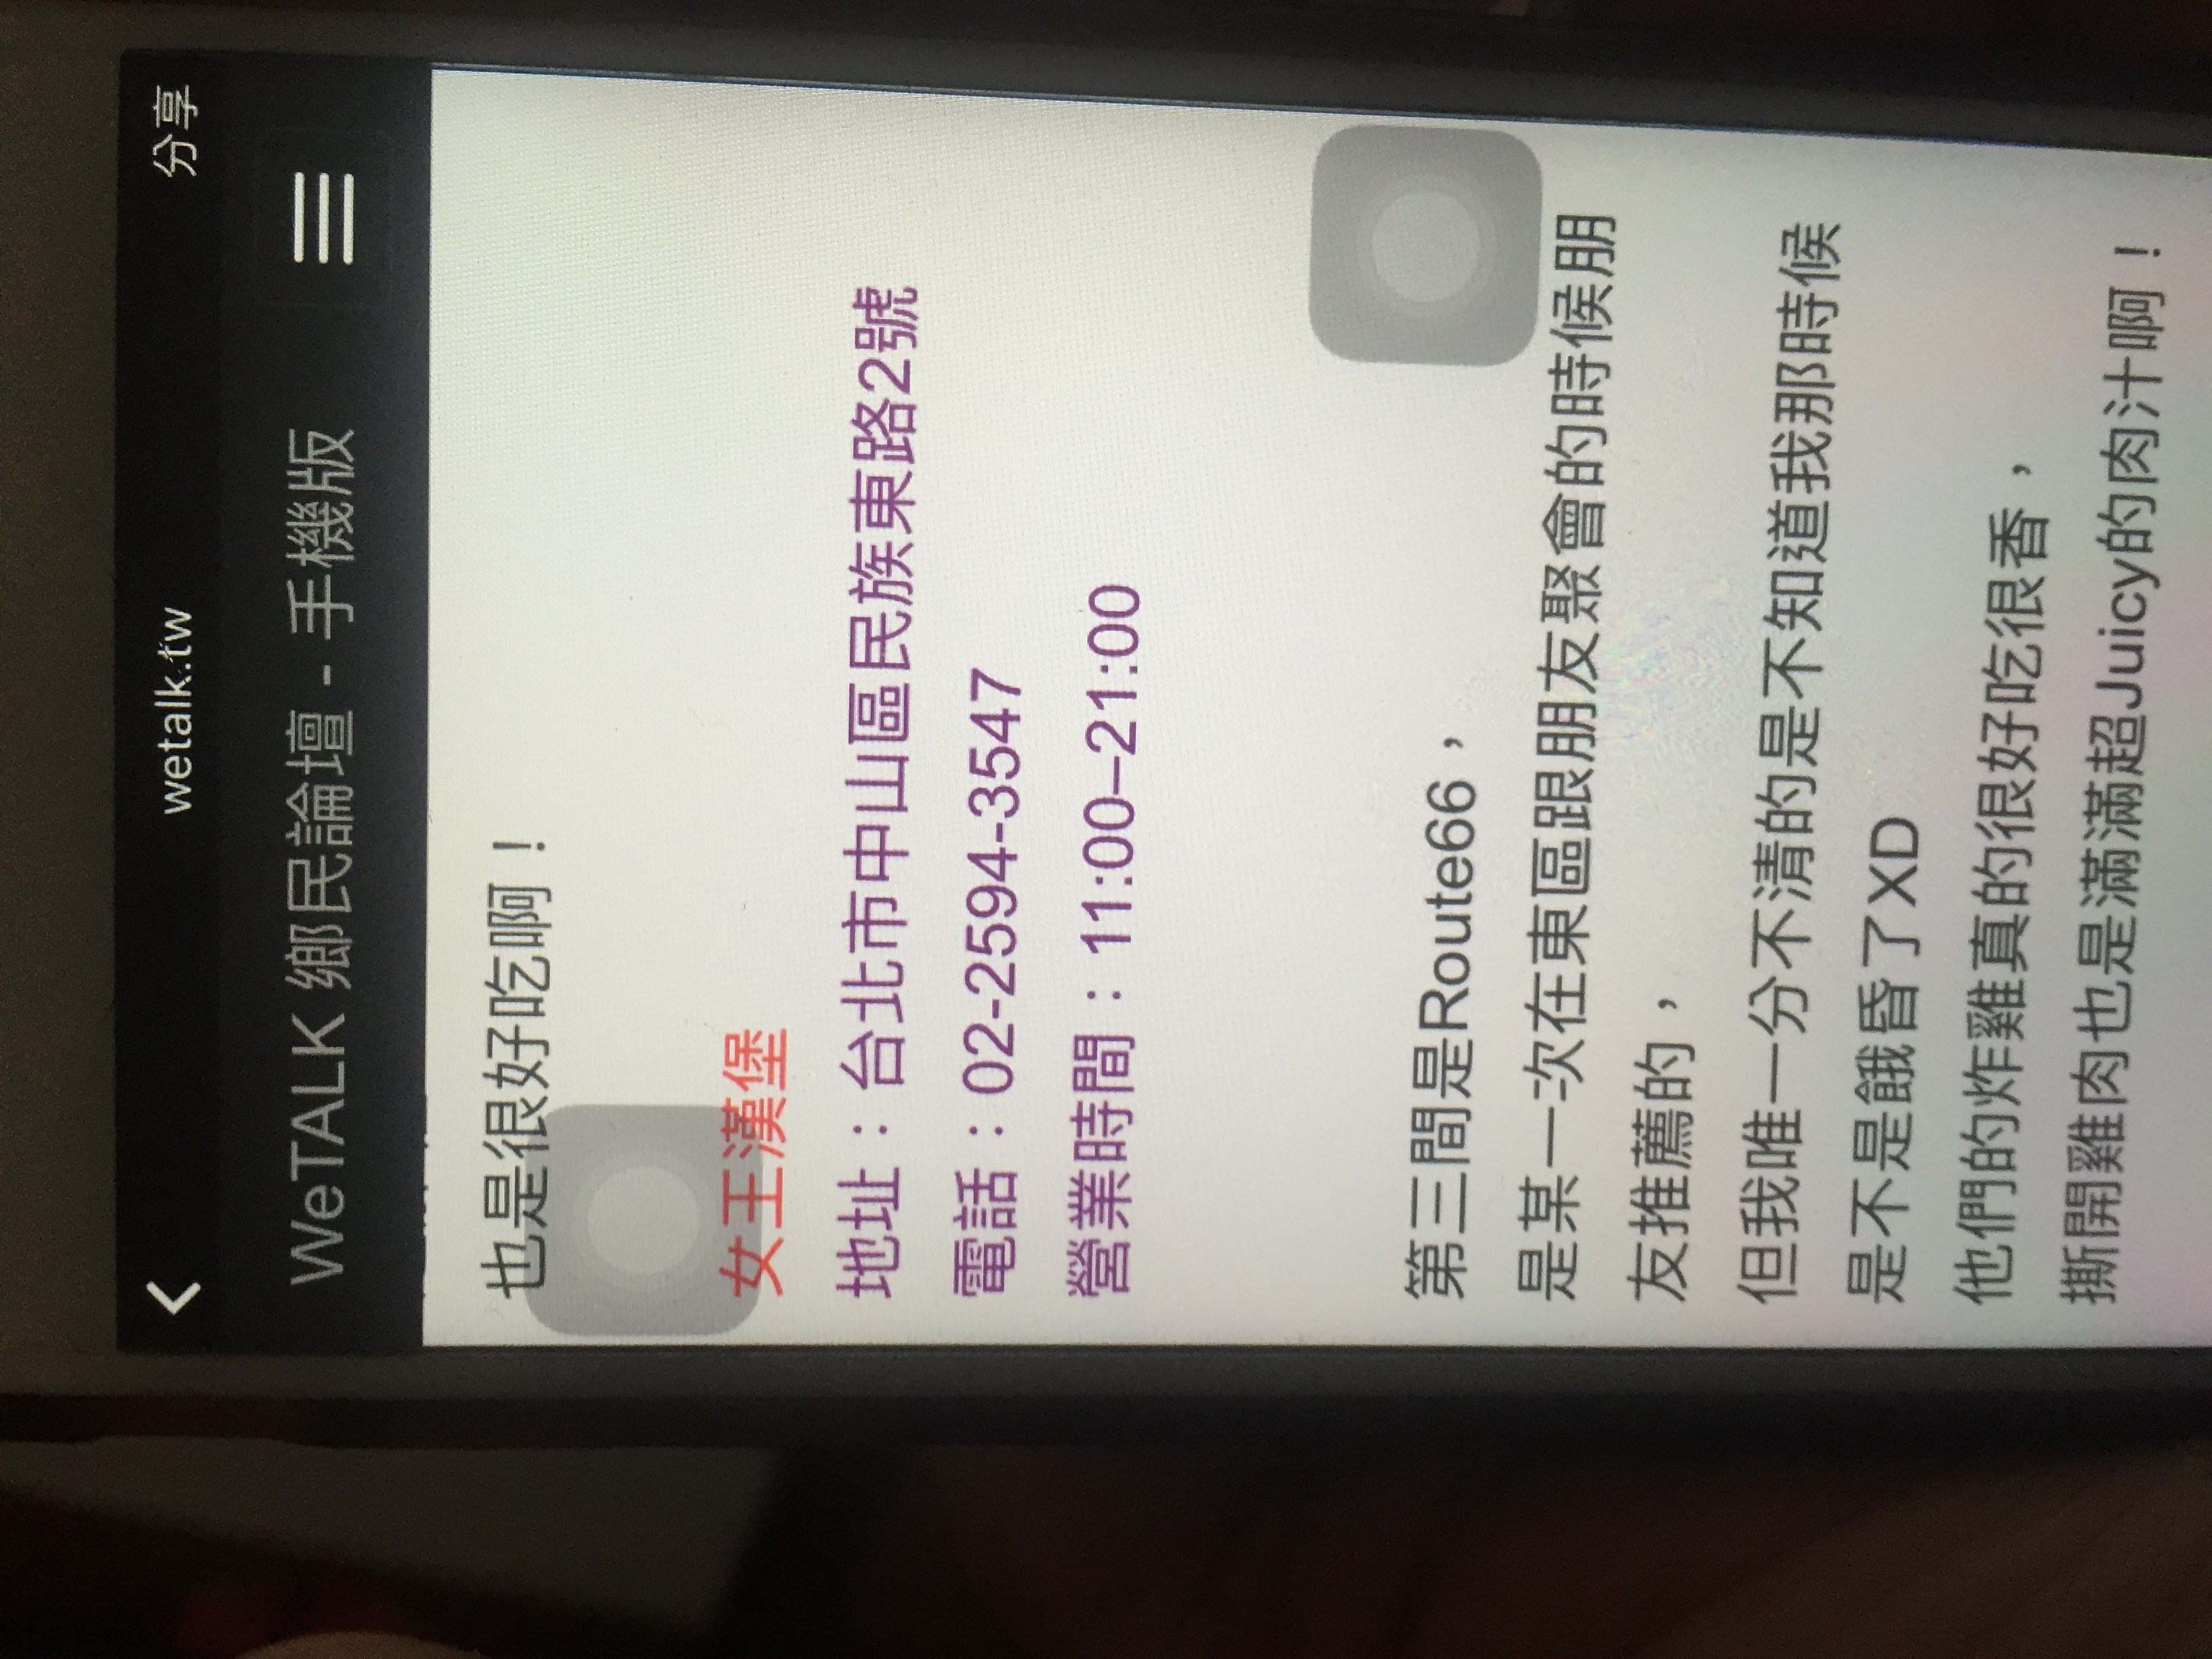 wetalk.tw
分享
WeTALK 鄉民論壇 - 手機版
也是很好吃啊！
女王漢堡
地址：台北市中山區民族東路2號
電話：02-2594-3547
營業時間：11:00–21:00
第三間是Route66，
是某一次在東區跟朋友聚會的時候朋
友推薦的，
但我唯一分不清的是不知道我那時候
是不是餓昏了XD
他們的炸雞真的很好吃很香，
撕開雞肉也是滿滿超Juicy的肉汁啊！